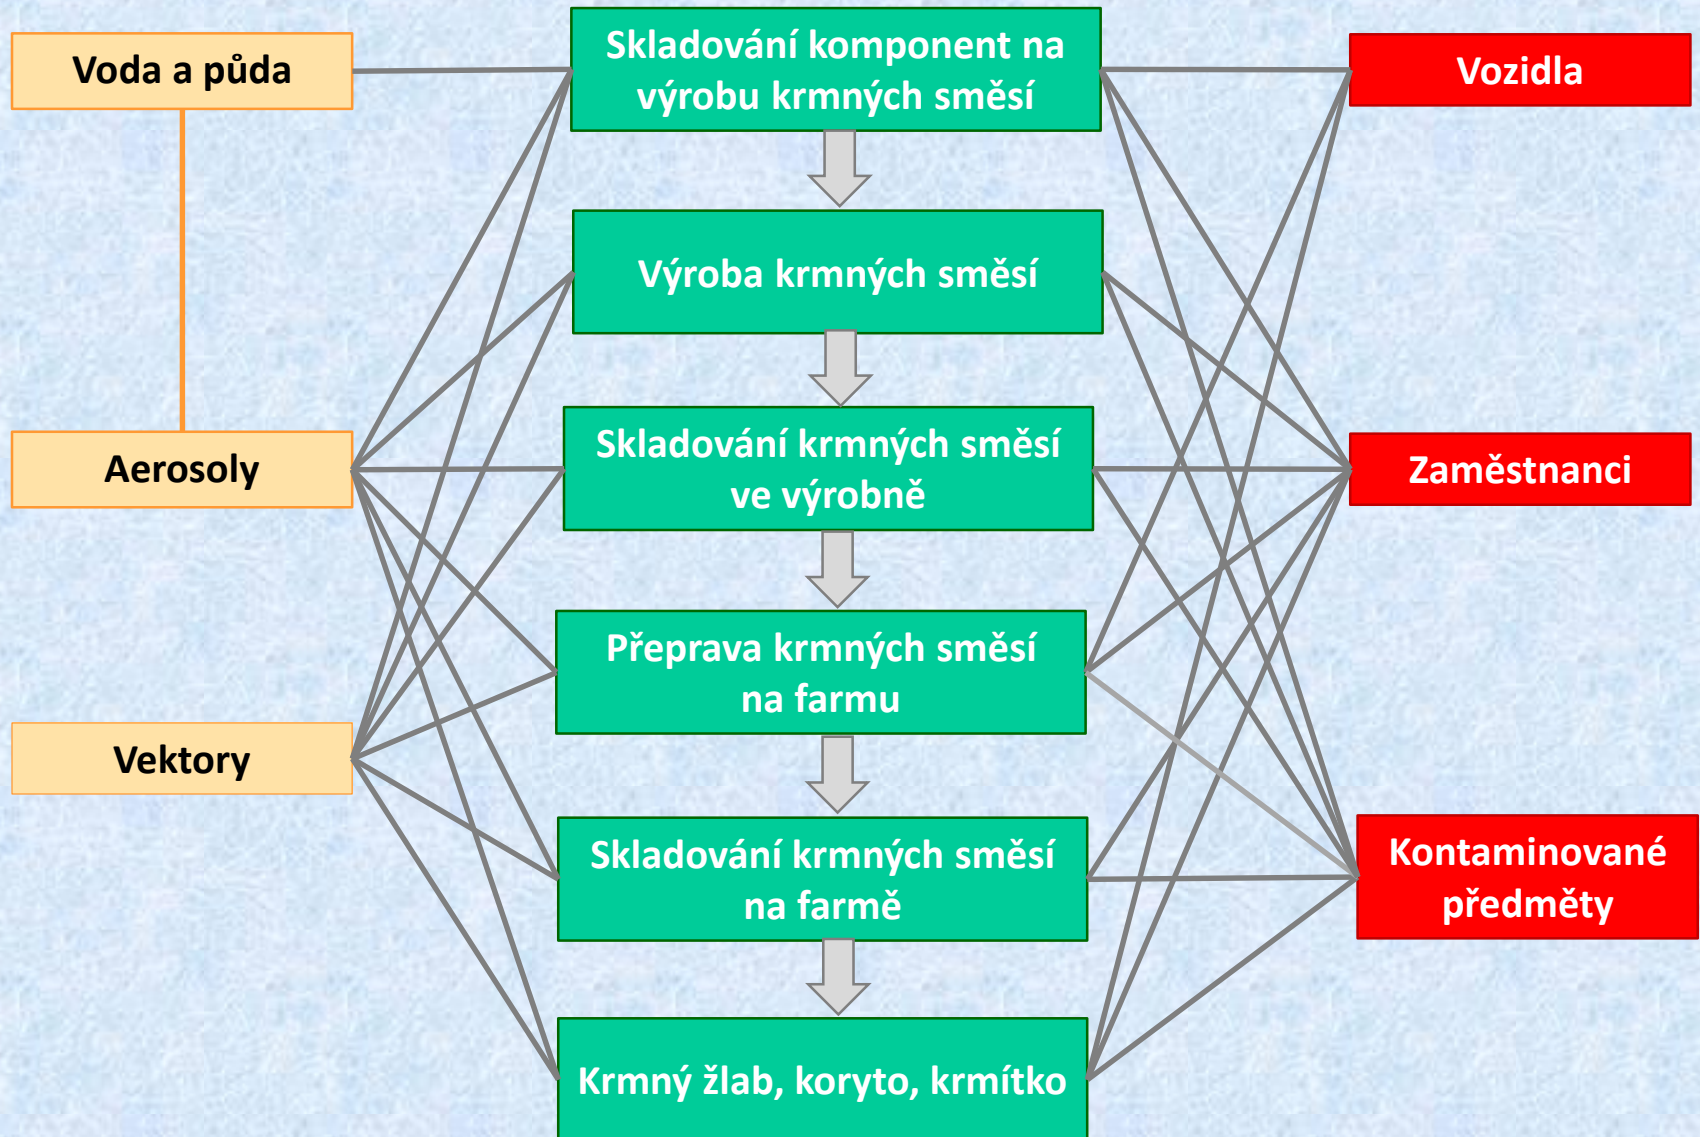 Voda a půda
Skladování komponent na
výrobu krmných směsí
Vozidla
Výroba krmných směsí
Aerosoly
Skladování krmných směsí
ve výrobně
Zaměstnanci
Přeprava krmných směsí
na farmu
Vektory
Skladování krmných směsí
na farmě
Kontaminované
předměty
Krmný žlab, koryto, krmítko